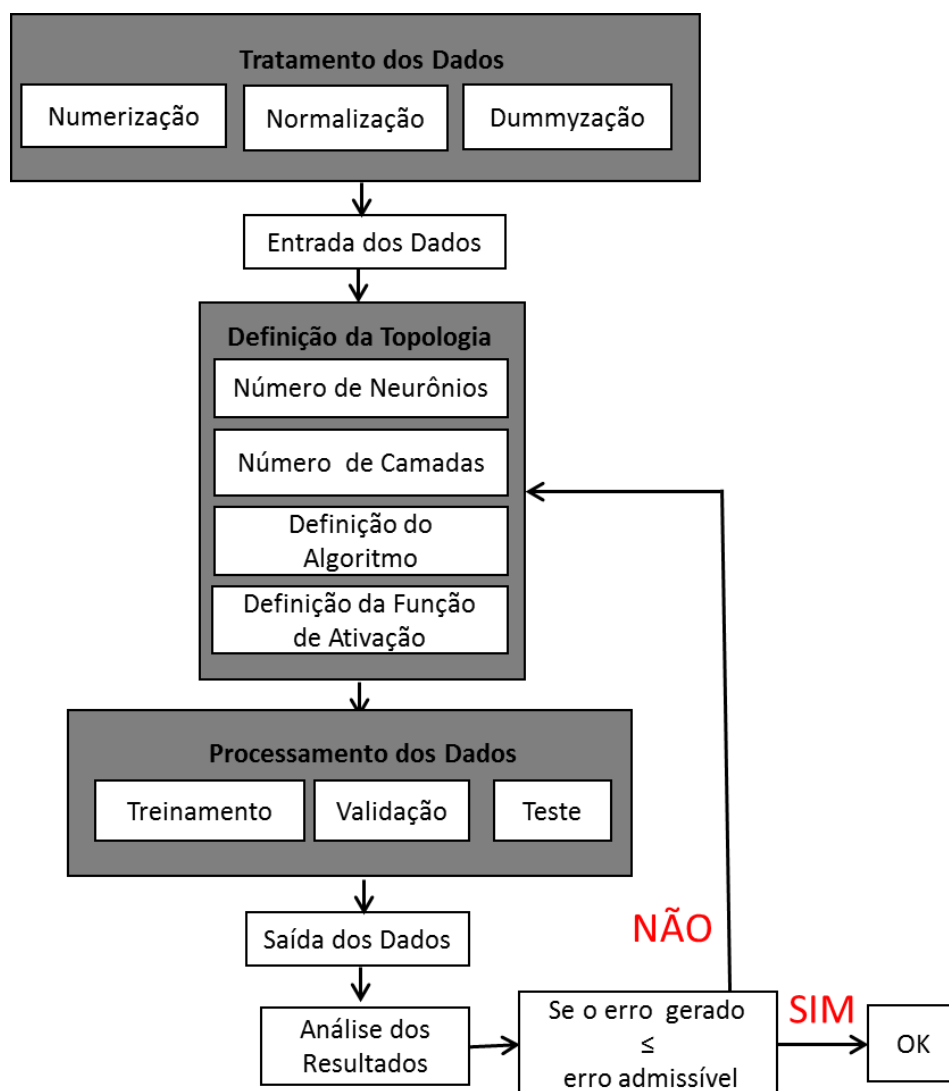 Tratamento dos Dados
Numerização
Normalização
Dummyzação
Entrada dos Dados
Definição da Topologia
Número de Neurônios
Número de Camadas
Definição do
Algoritmo
Definição da Função
de Ativação
Processamento dos Dados
Treinamento
Validação
Teste
Saída dos Dados
NÃO
Análise dos
Resultados
Se o erro gerado
≤
erro admissível
SIM
OK